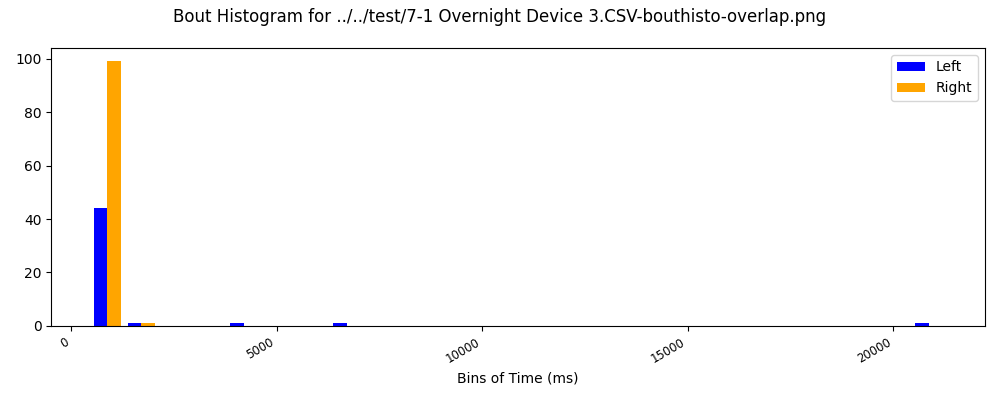 Bout Histogram for ../../test/7-1 Overnight Device 3.CSV-bouthisto-overlap.png
100
80
60
40
20
0
Left
Right
0
5000
10000
15000
20000
Bins of Time (ms)